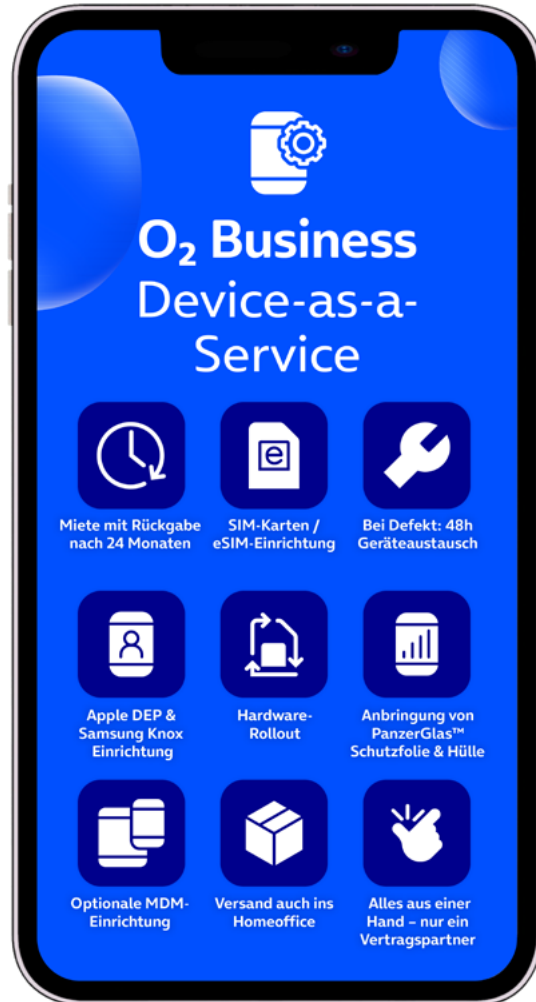 O₂ Business
Device-as-a-
Service
Miete mit Rückgabe
nach 24 Monaten
SIM-Karten /
eSIM-Einrichtung
e
Bei Defekt: 48h
Geräteaustausch
Apple DEP &
Samsung Knox
Einrichtung
Hardware-
Rollout
Anbringung von
PanzerGlas™
Schutzfolie & Hülle
Optionale MDM-
Einrichtung
Versand auch ins
Homeoffice
Alles aus einer
Hand – nur ein
Vertragspartner